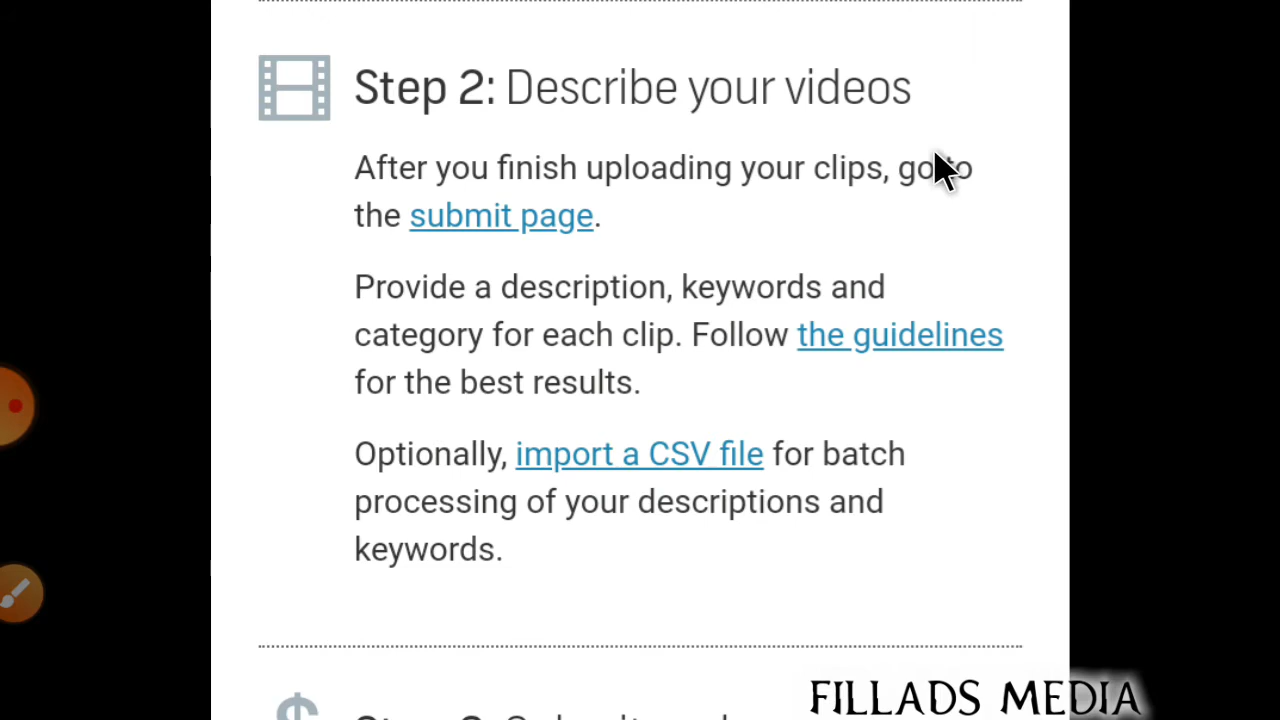 Step 2: Describe your videos
After you finish uploading your clips, go to
the submit page.
Provide a description, keywords and
category for each clip. Follow the guidelines
for the best results.
Optionally, import a CSV file for batch
processing of your descriptions and
keywords.
FILLADS MEDIA